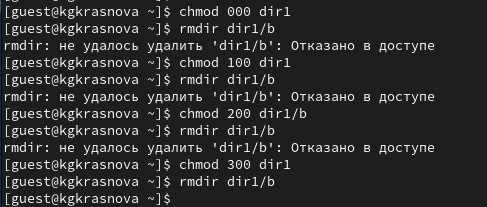 [guest@kgkrasnova ~]$ chmod 000 dir1
[guest@kgkrasnova ~]$ rmdir dir1/b
rmdir: не удалось удалить 'dir1/b': Отказано в доступе
[guest@kgkrasnova ~]$ chmod 100 dir1
[guest@kgkrasnova ~]$ rmdir dir1/b
rmdir: не удалось удалить 'dir1/b': Отказано в доступе
[guest@kgkrasnova ~]$ chmod 200 dir1/b
[guest@kgkrasnova ~]$ rmdir dir1/b
rmdir: не удалось удалить 'dir1/b': Отказано в доступе
[guest@kgkrasnova ~]$ chmod 300 dir1
[guest@kgkrasnova ~]$ rmdir dir1/b
[guest@kgkrasnova ~]$